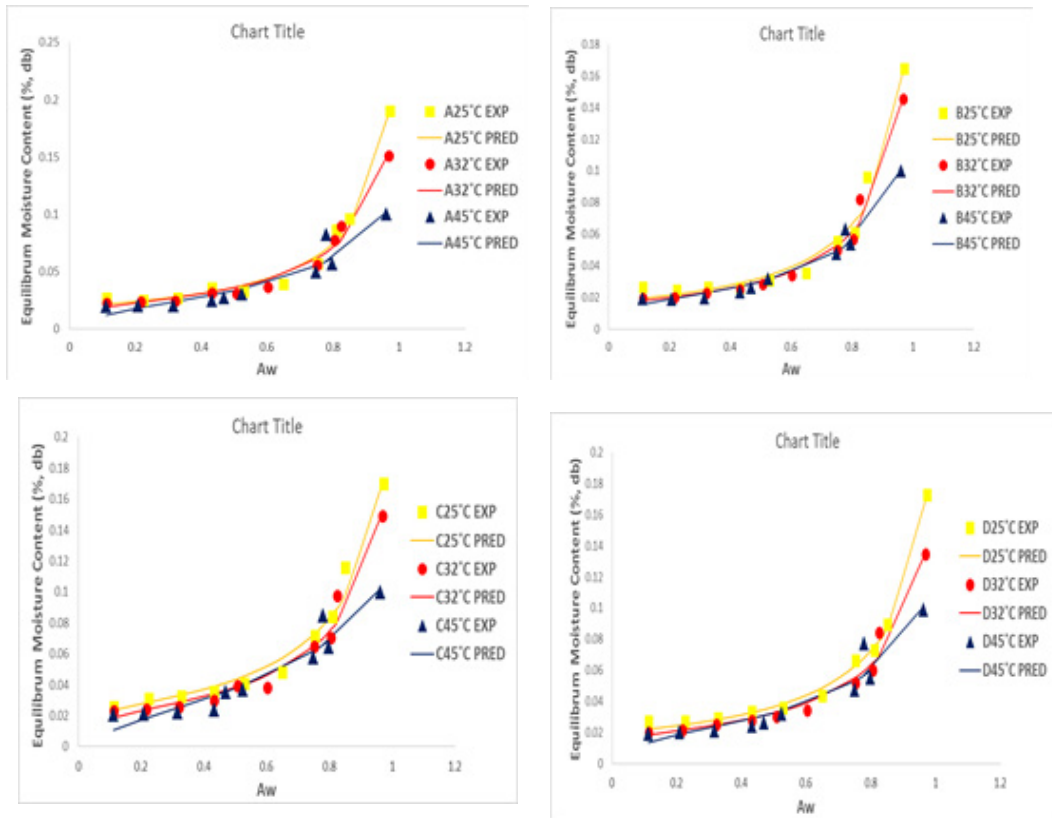 Chart Title
Equilibrum Moisture Content (%, db)
0.25
0.2
0.15
0.1
0.05
0
0 0.2 0.4 0.6 0.8 1 1.2
Aw
A25°C EXP
A25°C PRED
A32°C EXP
A32°C PRED
A45°C EXP
A45°C PRED
Chart Title
Equilibrum Moisture Content (%, db)
0.18
0.16
0.14
0.12
0.1
0.08
0.06
0.04
0.02
0
0 0.2 0.4 0.6 0.8 1 1.2
Aw
B25°C EXP
B25°C PRED
B32°C EXP
B32°C PRED
B45°C EXP
B45°C PRED
Chart Title
Equilibrum Moisture Content (%, db)
0.2
0.18
0.16
0.14
0.12
0.1
0.08
0.06
0.04
0.02
0
0 0.2 0.4 0.6 0.8 1 1.2
Aw
C25°C EXP
C25°C PRED
C32°C EXP
C32°C PRED
C45°C EXP
C45°C PRED
Chart Title
Equilibrum Moisture Content (%, db)
0.2
0.18
0.16
0.14
0.12
0.1
0.08
0.06
0.04
0.02
0
0 0.2 0.4 0.6 0.8 1 1.2
Aw
D25°C EXP
D25°C PRED
D32°C EXP
D32°C PRED
D45°C EXP
D45°C PRED